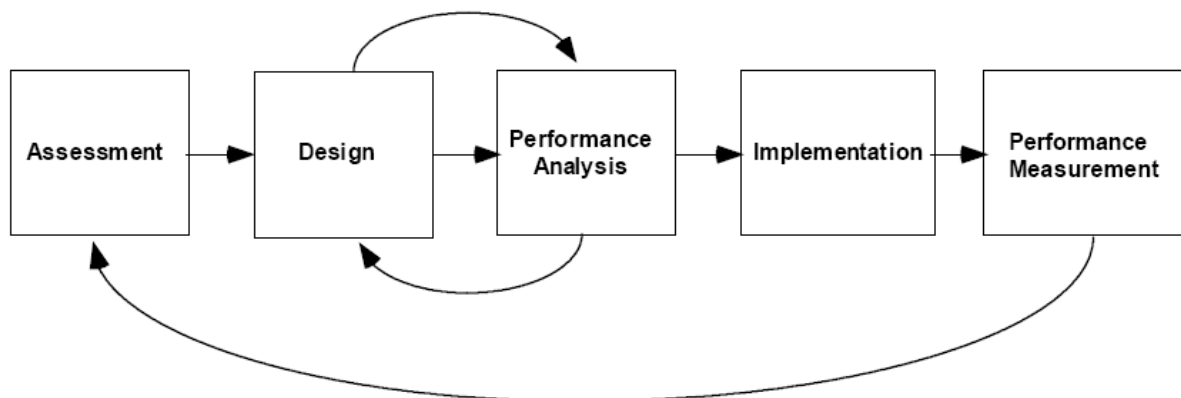 Assessment
Design
Performance
Analysis
Implementation
Performance
Measurement